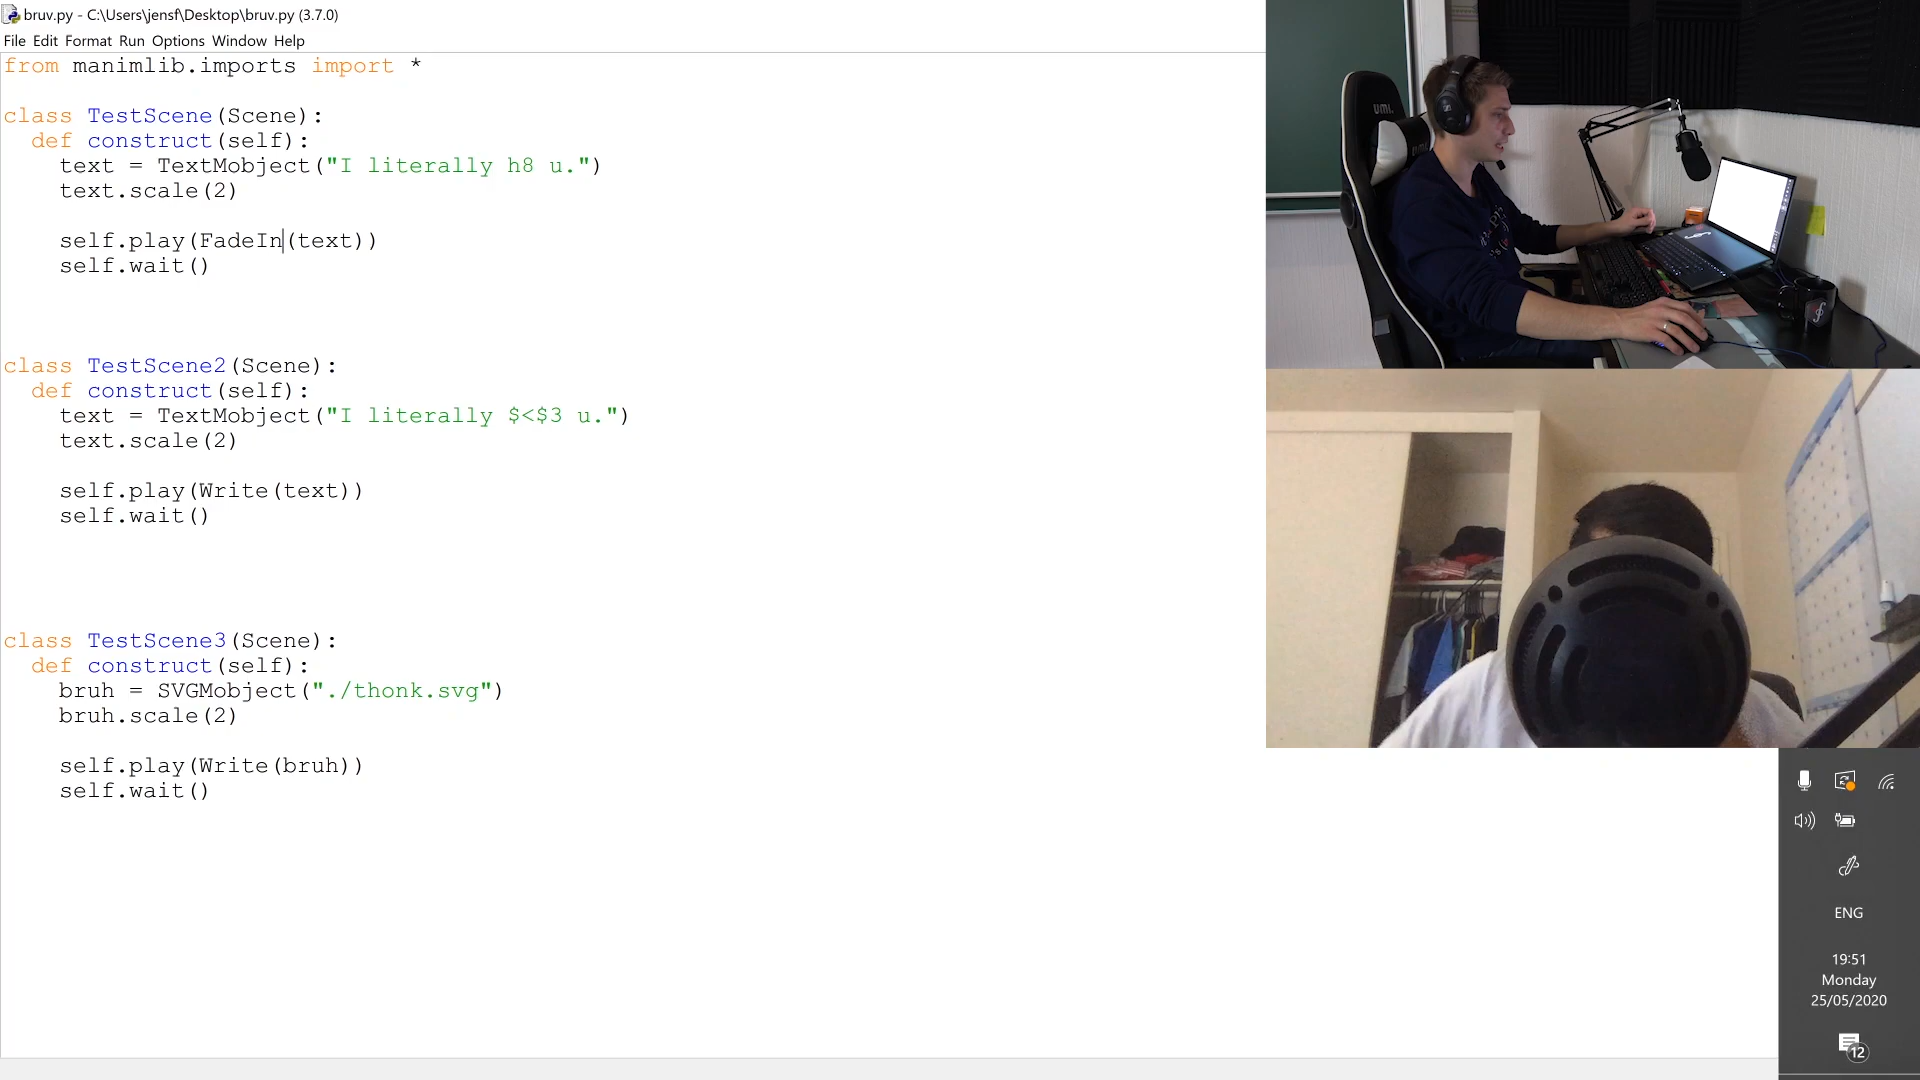 bruv.py - C:\Users\jensf\Desktop\bruv.py (3.7.0)
File Edit Format Run Options Window Help
from manimlib.imports import *
class TestScene(Scene):
  def construct(self):
    text = TextMobject("I literally h8 u.")
    text.scale(2)
    self.play(FadeIn(text))
    self.wait()
class TestScene2(Scene):
  def construct(self):
    text = TextMobject("I literally $<$3 u.")
    text.scale(2)
    self.play(Write(text))
    self.wait()
class TestScene3(Scene):
  def construct(self):
    bruh = SVGMobject("./thonk.svg")
    bruh.scale(2)
    self.play(Write(bruh))
    self.wait()
umi.
ENG
19:51
Monday
25/05/2020
12